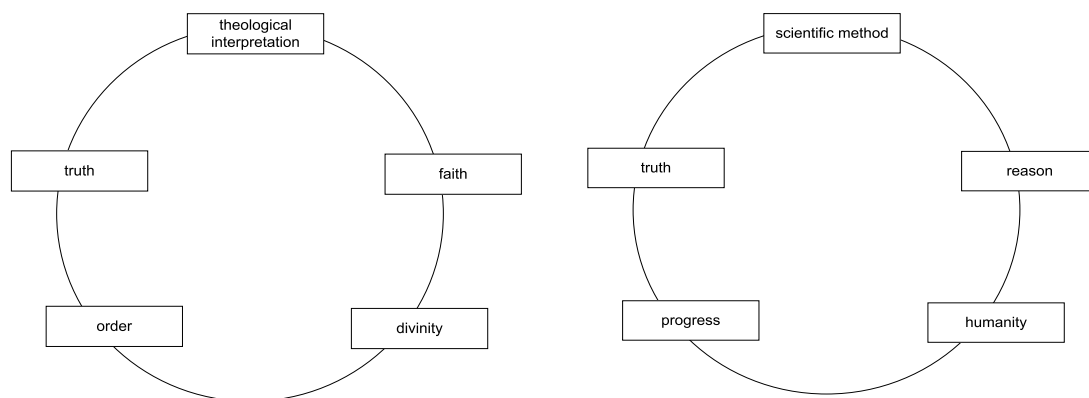 theological
interpretation
truth
faith
order
divinity
scientific method
truth
reason
progress
humanity